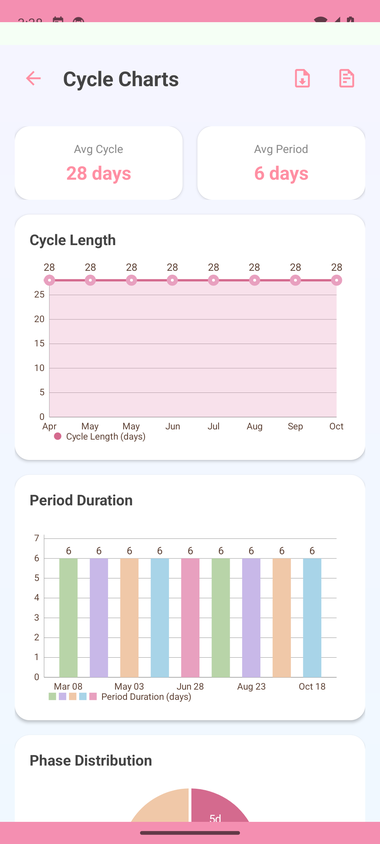 Cycle Charts
Avg Cycle
28 days
Avg Period
6 days
Cycle Length
28 28 28 28 28 28 28 28
25
20
15
10
5
0
Apr May May Jun Jul Aug Sep Oct
Cycle Length (days)
Period Duration
7
6 6 6 6 6 6 6 6 6
6
5
4
3
2
1
0
Mar 08 May 03 Jun 28 Aug 23 Oct 18
Period Duration (days)
Phase Distribution
5d